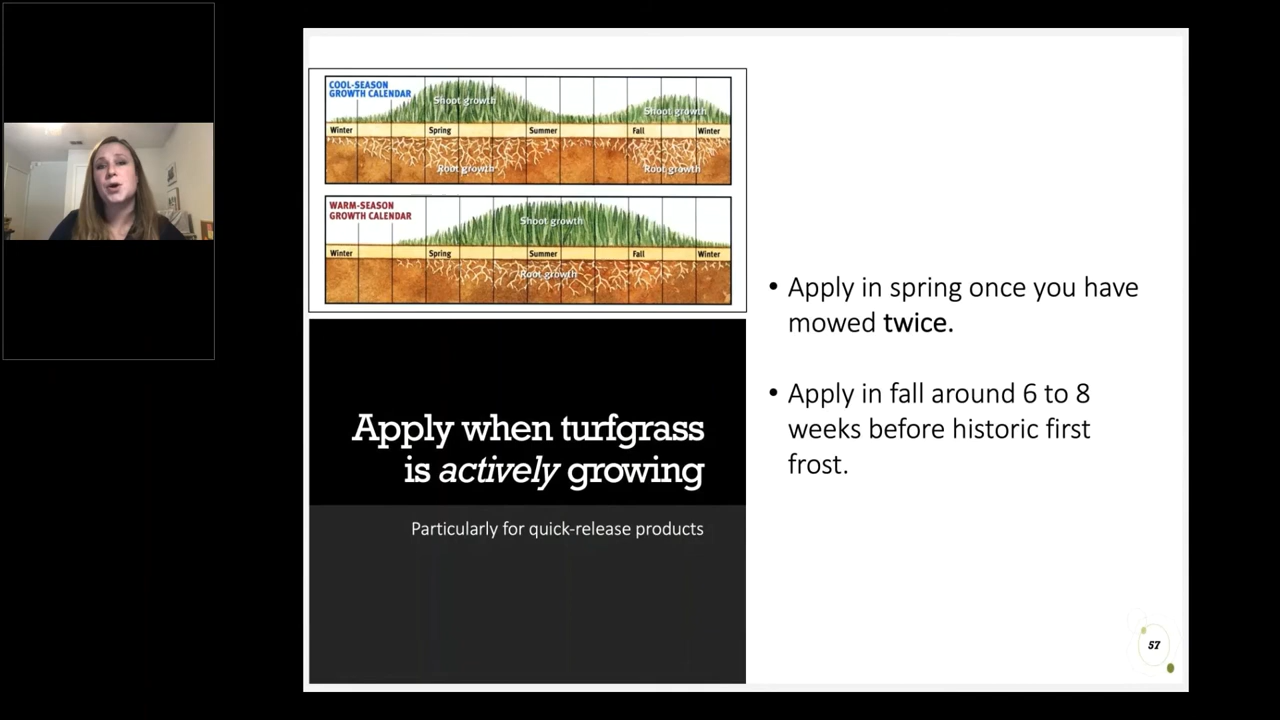 COOL-SEASON
GROWTH CALENDAR
Shoot growth
Shoot growth
Winter Spring Summer Fall Winter
Root growth
Root growth
WARM-SEASON
GROWTH CALENDAR
Shoot growth
Winter Spring Summer Fall Winter
Root growth
Apply when turfgrass
is actively growing
Particularly for quick-release products
• Apply in spring once you have
mowed twice.
• Apply in fall around 6 to 8
weeks before historic first
frost.
57